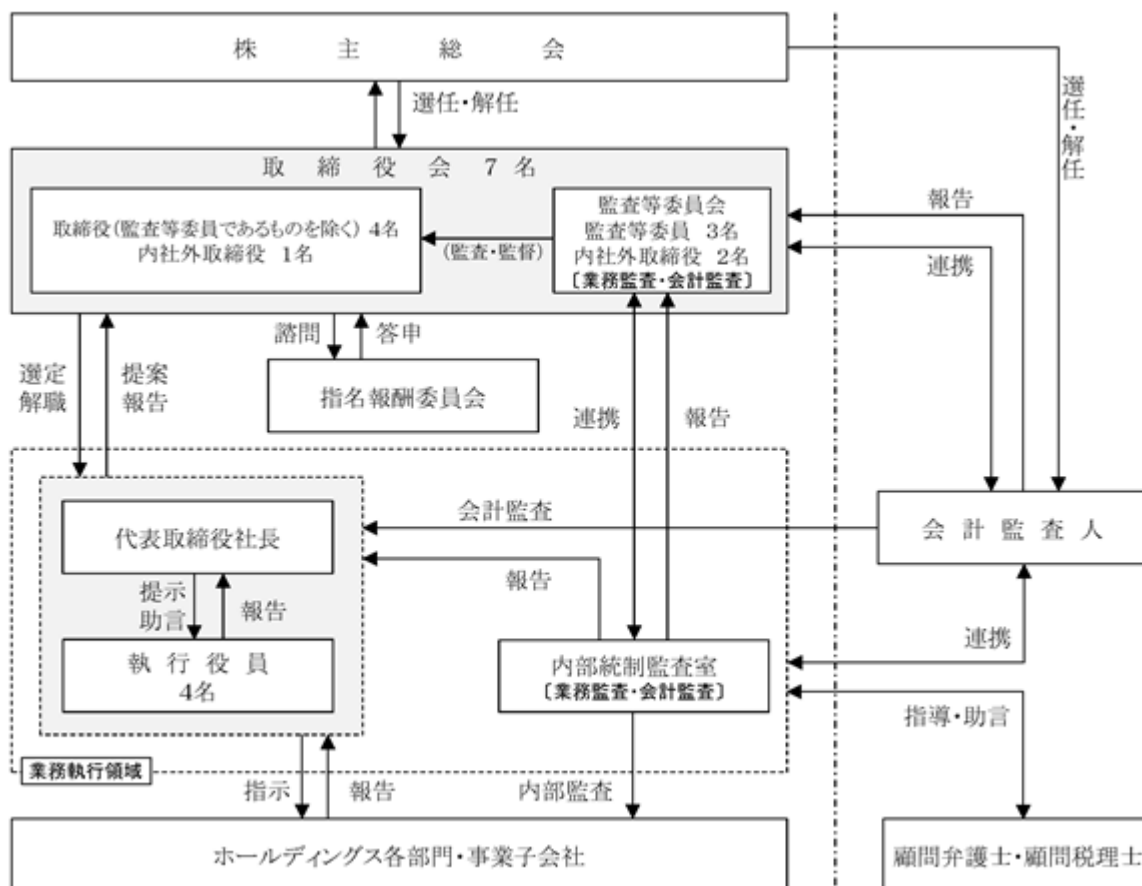 株主総会
選任・解任
選任・解任
取締役会 7名
取締役(監査等委員であるものを除く) 4名
内社外取締役 1名
(監査・監督)
監査等委員会
監査等委員 3名
内社外取締役 2名
〔業務監査・会計監査〕
報告
連携
諮問
答申
選定
解職
提案
報告
指名報酬委員会
連携
報告
代表取締役社長
会計監査
会計監査人
提示
助言
報告
報告
執行役員
4名
内部統制監査室
〔業務監査・会計監査〕
連携
指導・助言
業務執行領域
指示
報告
内部監査
ホールディングス各部門・事業子会社
顧問弁護士・顧問税理士